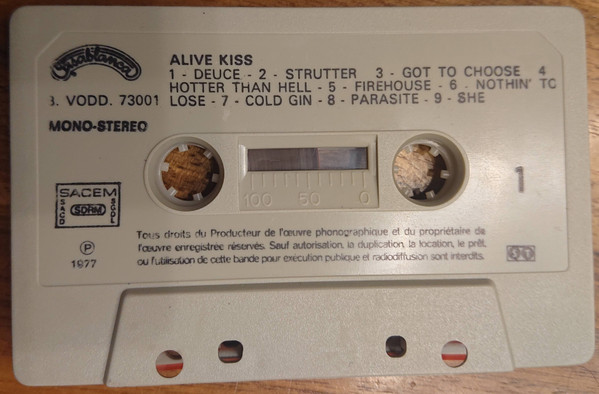 Casablanca
ALIVE KISS
1 - DEUCE - 2 - STRUTTER 3 - GOT TO CHOOSE 4
HOTTER THAN HELL - 5 - FIREHOUSE - 6 - NOTHIN' TO
LOSE - 7 - COLD GIN - 8 - PARASITE - 9 - SHE
3. VODD. 73001
MONO-STEREO
1
100 50 0
SACEM
SACD SDRM SGDL
Ⓟ
1977
Tous droits du Producteur de l'œuvre phonographique et du propriétaire de
l'œuvre enregistrée réservés. Sauf autorisation, la duplication, la location, le prêt,
ou l'utilisation de cette bande pour exécution publique et radiodiffusion sont interdits.